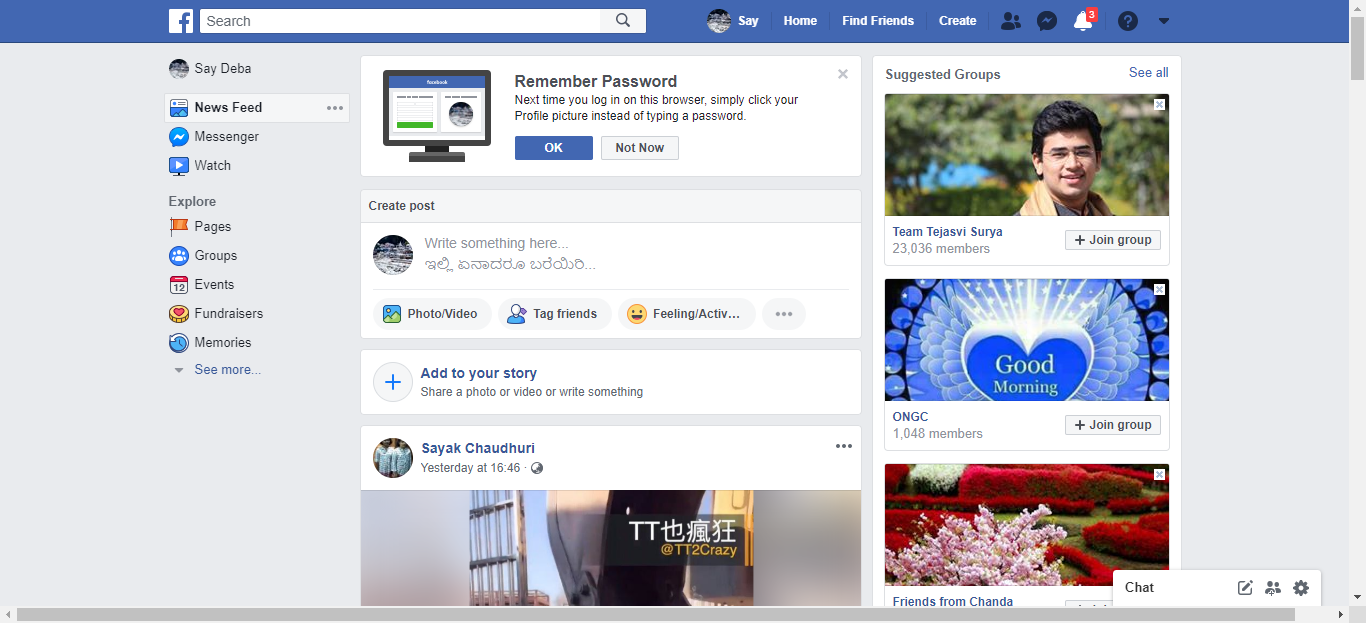 Search
Say
Home
Find Friends
Create
3
Say Deba
News Feed
Messenger
Watch
Explore
Pages
Groups
12
Events
Fundraisers
Memories
See more...
facebook
Remember Password
Next time you log in on this browser, simply click your
Profile picture instead of typing a password.
OK
Not Now
Create post
Write something here...
ಇಲ್ಲಿ ಏನಾದರೂ ಬರೆಯಿರಿ...
Photo/Video
Tag friends
Feeling/Activ...
Add to your story
Share a photo or video or write something
Sayak Chaudhuri
Yesterday at 16:46 ·
TT也瘋狂
@TT2Crazy
Suggested Groups
See all
Team Tejasvi Surya
23,036 members
+ Join group
Good
Morning
ONGC
1,048 members
+ Join group
Friends from Chanda
Chat